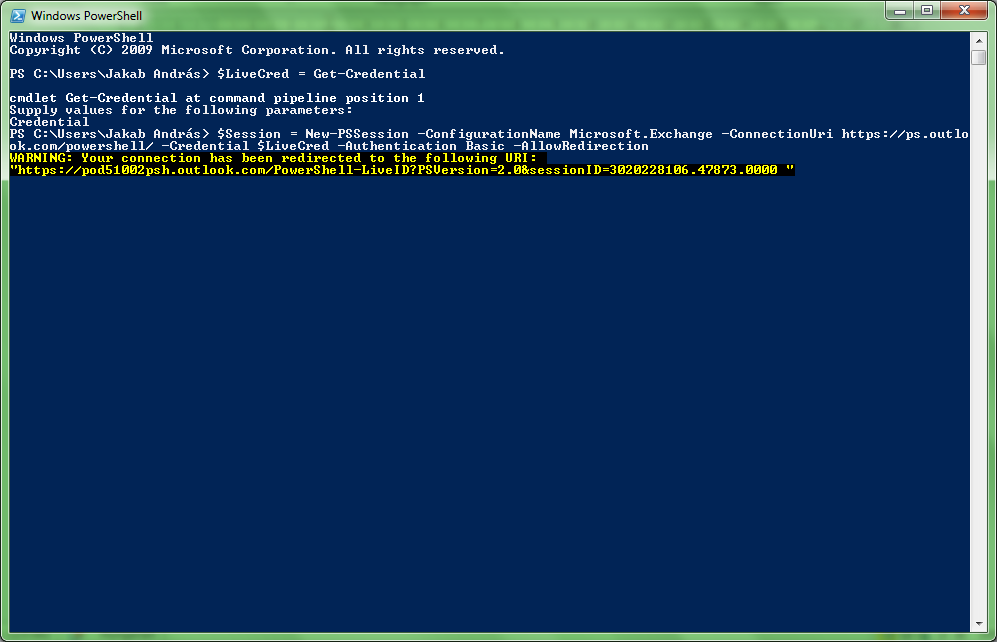 Windows PowerShell
Windows PowerShell
Copyright (C) 2009 Microsoft Corporation. All rights reserved.
PS C:\Users\Jakab András> $LiveCred = Get-Credential
cmdlet Get-Credential at command pipeline position 1
Supply values for the following parameters:
Credential
PS C:\Users\Jakab András> $Session = New-PSSession -ConfigurationName Microsoft.Exchange -ConnectionUri https://ps.outlo
ok.com/powershell/ -Credential $LiveCred -Authentication Basic -AllowRedirection
WARNING: Your connection has been redirected to the following URI:
"https://pod51002psh.outlook.com/PowerShell-LiveID?PSVersion=2.0&sessionID=3020228106.47873.0000 "